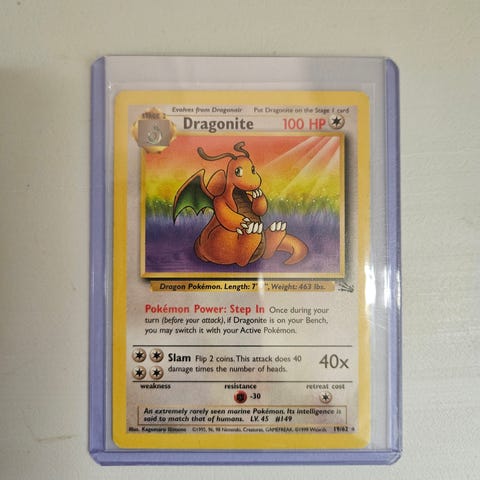 Evolves from Dragonair Put Dragonite on the Stage 1 card
STAGE 2
Dragonite 100 HP
Dragon Pokémon. Length: 7' , Weight: 463 lbs.
Pokémon Power: Step In Once during your
turn (before your attack), if Dragonite is on your Bench,
you may switch it with your Active Pokémon.
Slam Flip 2 coins. This attack does 40
damage times the number of heads.
40x
weakness resistance retreat cost
-30
An extremely rarely seen marine Pokémon. Its intelligence is
said to match that of humans. LV. 45 #149
Illus. Kagemaru Himeno ©1995, 96, 98 Nintendo, Creatures, GAMEFREAK. ©1999 Wizards. 19/62 ★